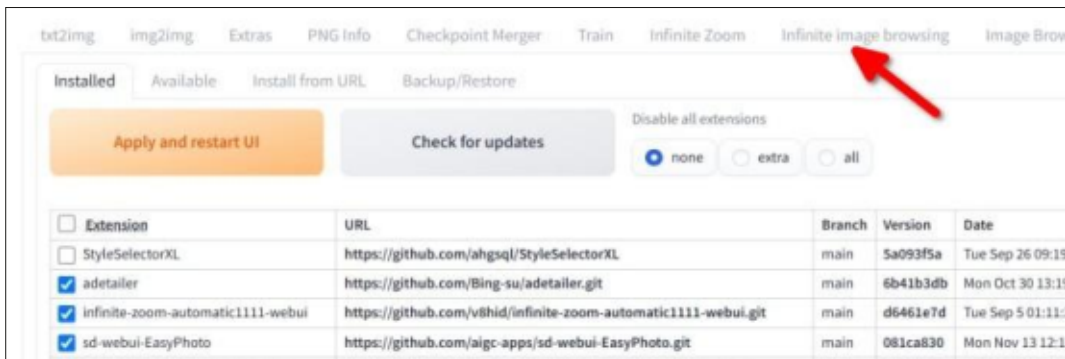 txt2img img2img Extras PNG Info Checkpoint Merger Train Infinite Zoom Infinite image browsing Image Brow
Installed Available Install from URL Backup/Restore
Disable all extensions
Apply and restart UI Check for updates none extra all
Extension URL Branch Version Date
StyleSelectorXL https://github.com/ahgsql/StyleSelectorXL main 5a093f5a Tue Sep 26 09:19
adetailer https://github.com/Bing-su/adetailer.git main 6b41b3db Mon Oct 30 13:19
infinite-zoom-automatic1111-webui https://github.com/v8hid/infinite-zoom-automatic1111-webui.git main d6461e7d Tue Sep 5 01:11:
sd-webui-EasyPhoto https://github.com/aigc-apps/sd-webui-EasyPhoto.git main 081ca830 Mon Nov 13 12:1